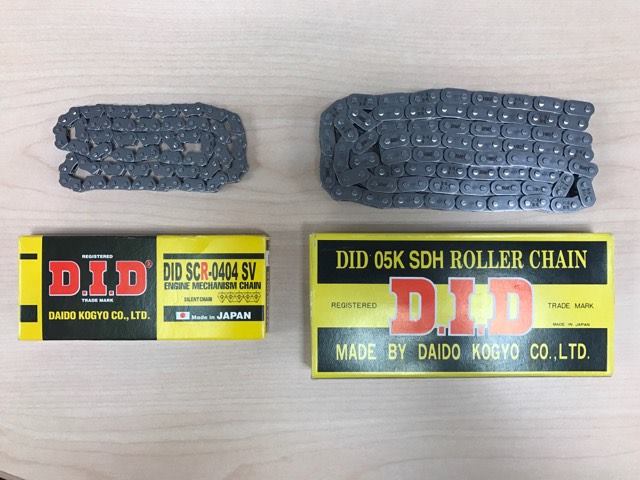 REGISTERED
D.I.D®
TRADE MARK
DAIDO KOGYO CO., LTD.
DID SCR-0404 SV
ENGINE MECHANISM CHAIN
SILENT CHAIN
Made in JAPAN
DID 05K SDH ROLLER CHAIN
REGISTERED D.I.D TRADE MARK
MADE IN JAPAN
MADE BY DAIDO KOGYO CO.,LTD.